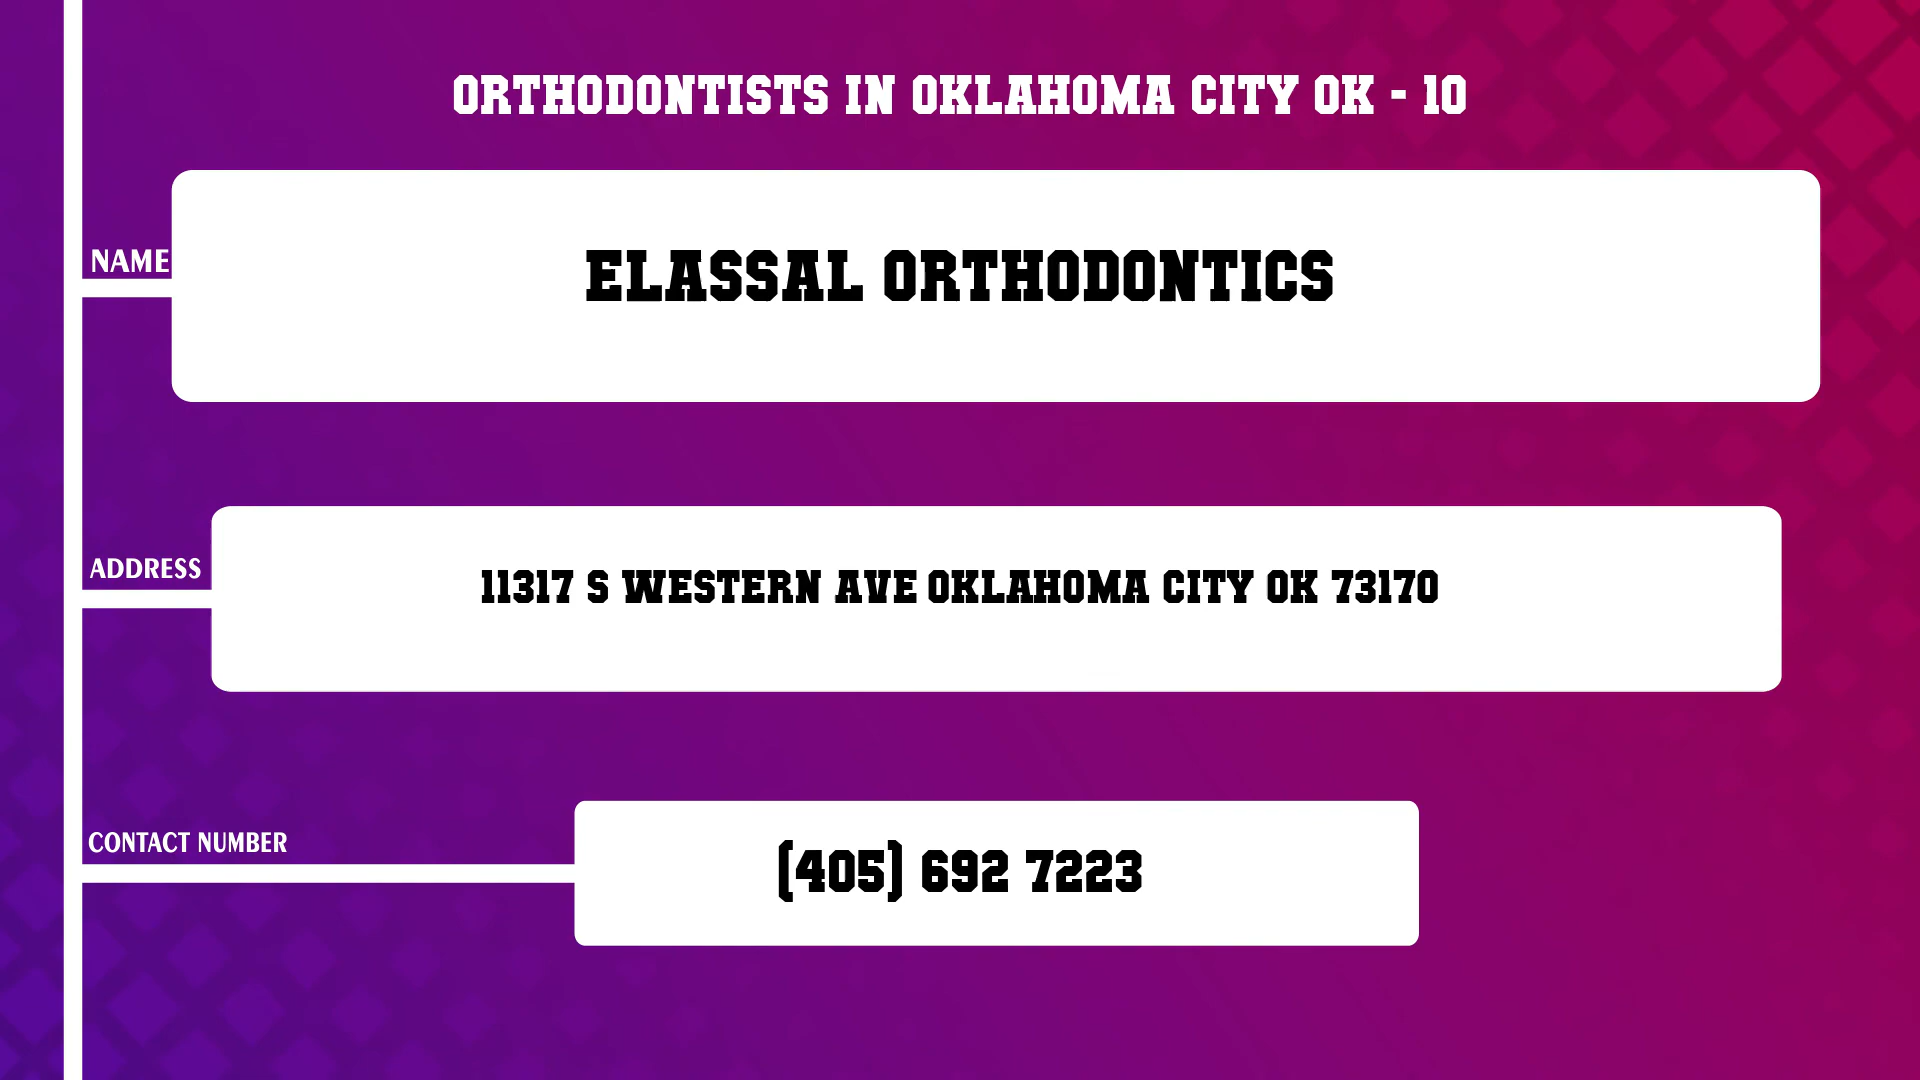 ORTHODONTISTS IN OKLAHOMA CITY OK - 10
NAME
ELASSAL ORTHODONTICS
ADDRESS
11317 S WESTERN AVE OKLAHOMA CITY OK 73170
CONTACT NUMBER
(405) 692 7223